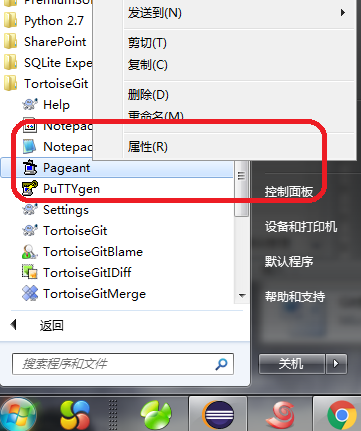 PremiumSo
Python 2.7
SharePoint
SQLite Expe
TortoiseGit
Help
Notepac
Notepac
Pageant
PuTTYgen
Settings
TortoiseGit
TortoiseGitBlame
TortoiseGitIDiff
TortoiseGitMerge
返回
搜索程序和文件
发送到(N)
剪切(T)
复制(C)
删除(D)
重命名(M)
属性(R)
控制面板
设备和打印机
默认程序
帮助和支持
关机